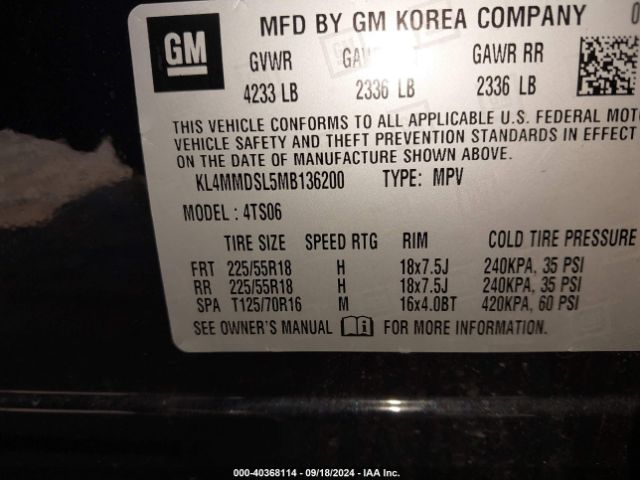 GM
MFD BY GM KOREA COMPANY
GVWR GAWR RR
4233 LB 2336 LB 2336 LB
THIS VEHICLE CONFORMS TO ALL APPLICABLE U.S. FEDERAL
VEHICLE SAFETY AND THEFT PREVENTION STANDARDS IN EFFECT
ON THE DATE OF MANUFACTURE SHOWN ABOVE.
KL4MMDSL5MB136200 TYPE: MPV
MODEL : 4TS06
TIRE SIZE SPEED RTG RIM COLD TIRE PRESSURE
FRT 225/55R18 H 18x7.5J 240KPA, 35 PSI
RR 225/55R18 H 18x7.5J 240KPA, 35 PSI
SPA T125/70R16 M 16x4.0BT 420KPA, 60 PSI
SEE OWNER'S MANUAL FOR MORE INFORMATION.
000-40368114 - 09/18/2024 - IAA Inc.